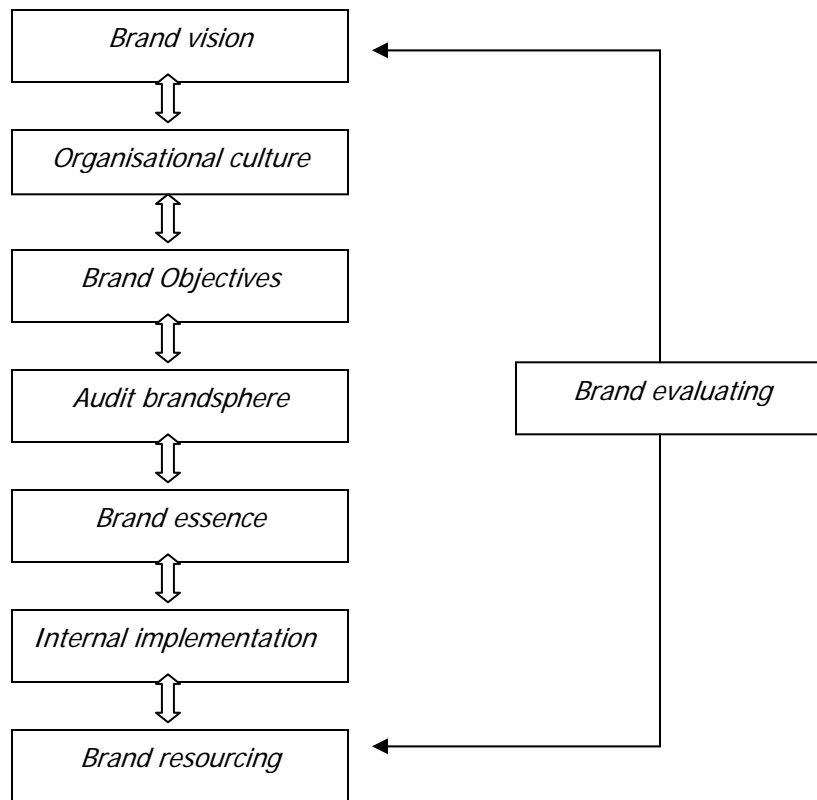 Brand vision
Organisational culture
Brand Objectives
Audit brandsphere
Brand evaluating
Brand essence
Internal implementation
Brand resourcing